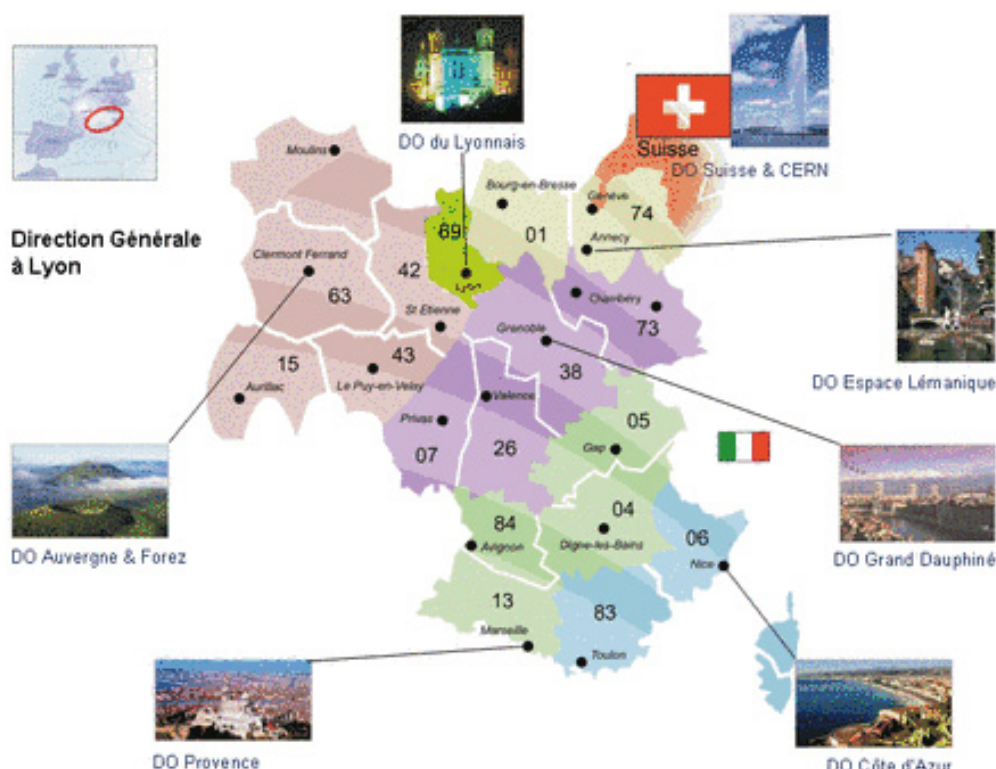 DO du Lyonnais
Suisse
DO Suisse & CERN
Moulins
Bourg-en-Bresse
Genève
74
69
01
Annecy
Direction Générale
à Lyon
Clermont Ferrand
42
63
Lyon
Chambéry
St Etienne
73
Grenoble
43
15
38
Le Puy-en-Velay
Aurillac
Valence
DO Espace Lémanique
Privas
05
Gap
07
26
84
04
06
Avignon
Digne-les-Bains
DO Auvergne & Forez
DO Grand Dauphiné
Nice
13
83
Marseille
Toulon
DO Provence
DO Côte d'Azur